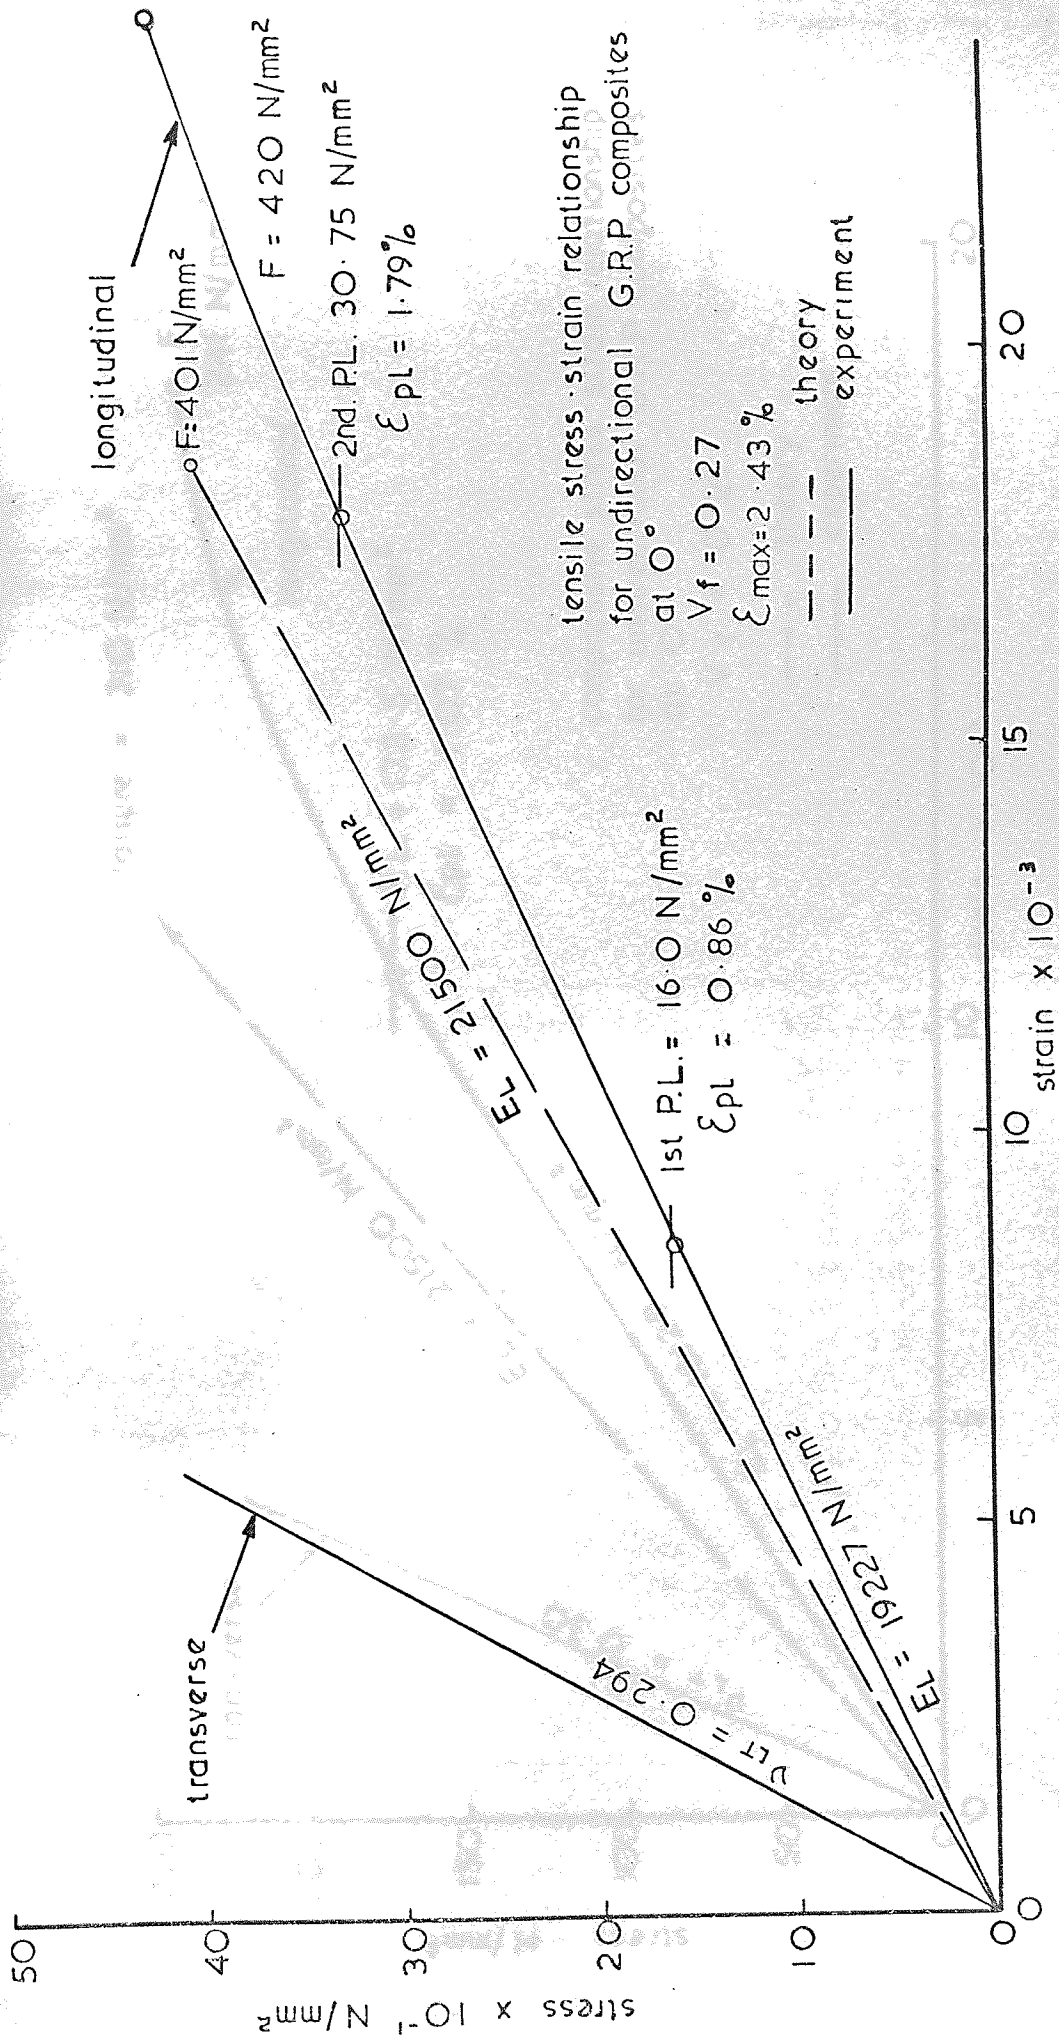 longitudinal
F=401N/mm²
F = 420 N/mm²
2nd. P.L. 30.75 N/mm²
εpl = 1.79%
transverse
EL = 21500 N/mm²
1st P.L. = 16.0 N/mm²
εpl = 0.86%
νLT = 0.294
EL = 19227 N/mm²
tensile stress-strain relationship
for undirectional G.R.P composites
at 0°
Vf = 0.27
εmax=2.43%
---- theory
—— experiment
stress x 10⁻¹ N/mm²
50
40
30
20
10
0
0
5
10
15
20
strain x 10⁻³